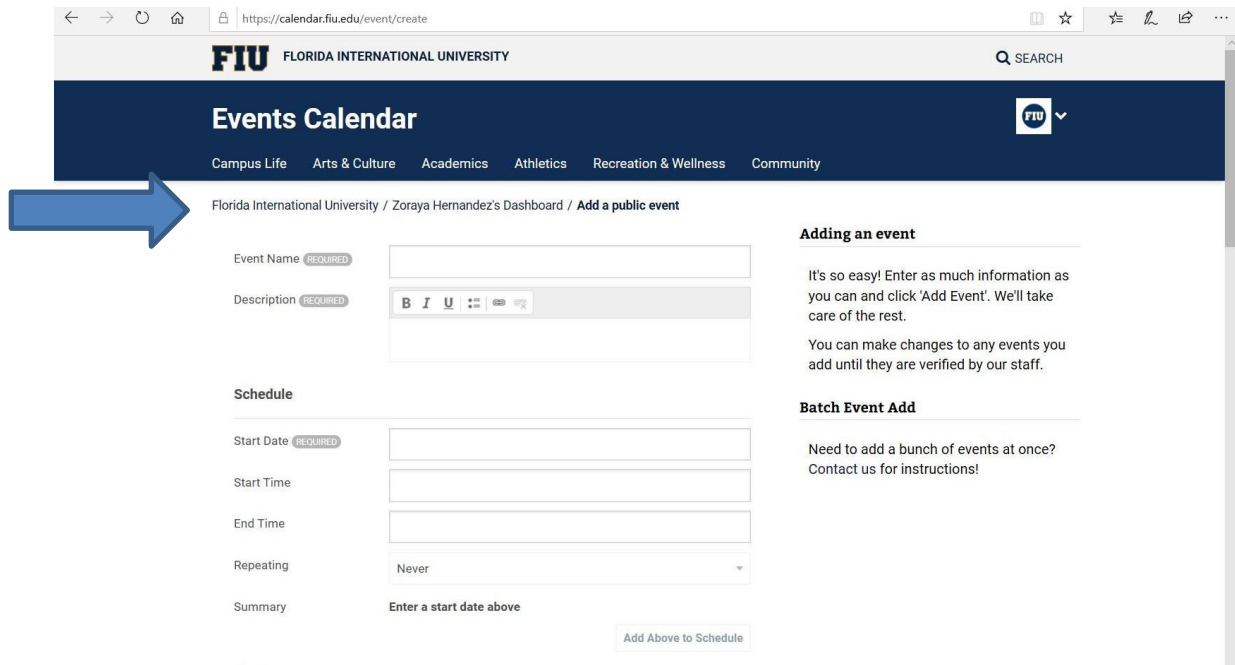 https://calendar.fiu.edu/event/create
FIU FLORIDA INTERNATIONAL UNIVERSITY
SEARCH
Events Calendar
FIU
Campus Life Arts & Culture Academics Athletics Recreation & Wellness Community
Florida International University / Zoraya Hernandez's Dashboard / Add a public event
Event Name REQUIRED
Description REQUIRED
B I U
Schedule
Start Date REQUIRED
Start Time
End Time
Repeating Never
Summary Enter a start date above
Add Above to Schedule
Adding an event
It's so easy! Enter as much information as
you can and click 'Add Event'. We'll take
care of the rest.
You can make changes to any events you
add until they are verified by our staff.
Batch Event Add
Need to add a bunch of events at once?
Contact us for instructions!